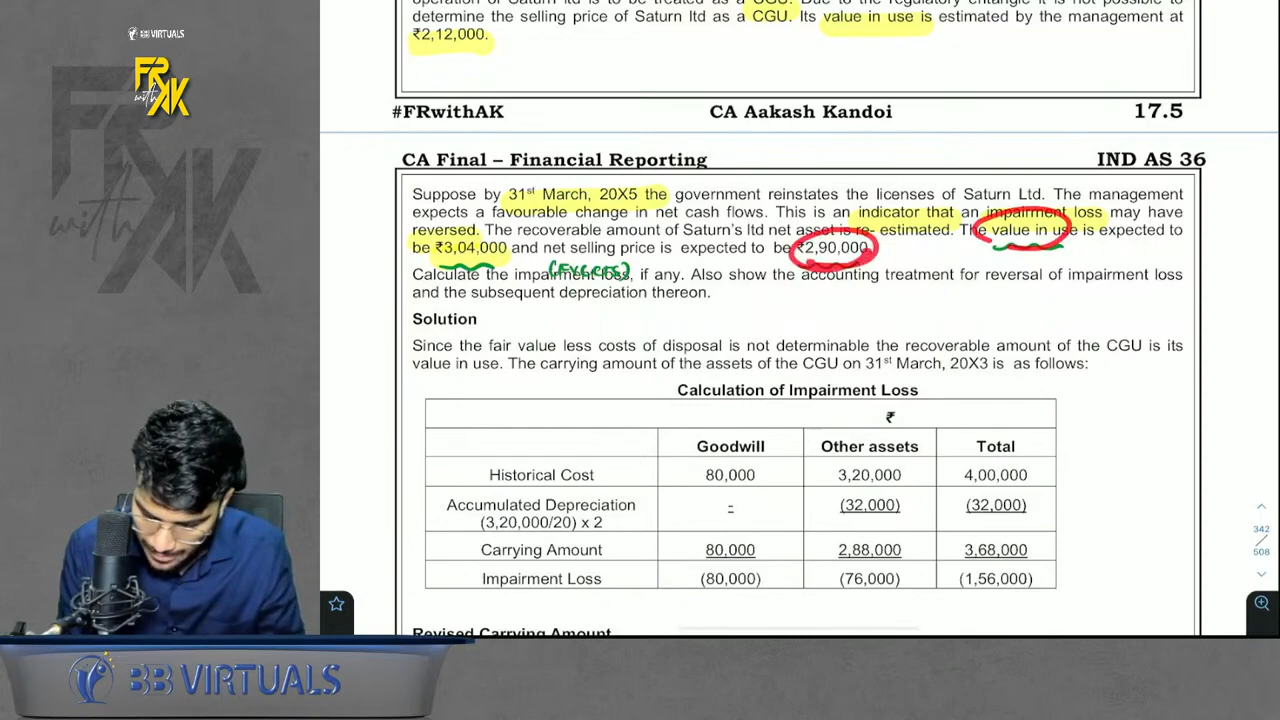 BB VIRTUALS
FR
with
AK
FR
with
AK
operation of Saturn ltd is to be treated as a CGU. Due to the regulatory entangle it is not possible to
determine the selling price of Saturn ltd as a CGU. Its value in use is estimated by the management at
₹2,12,000.
#FRwithAK CA Aakash Kandoi 17.5
CA Final – Financial Reporting IND AS 36
Suppose by 31st March, 20X5 the government reinstates the licenses of Saturn Ltd. The management
expects a favourable change in net cash flows. This is an indicator that an impairment loss may have
reversed. The recoverable amount of Saturn's ltd net asset is re- estimated. The value in use is expected to
be ₹3,04,000 and net selling price is expected to be ₹2,90,000.
Calculate the impairment loss, if any. Also show the accounting treatment for reversal of impairment loss
and the subsequent depreciation thereon.
Solution
Since the fair value less costs of disposal is not determinable the recoverable amount of the CGU is its
value in use. The carrying amount of the assets of the CGU on 31st March, 20X3 is as follows:
Calculation of Impairment Loss
₹
Goodwill Other assets Total
Historical Cost 80,000 3,20,000 4,00,000
Accumulated Depreciation (3,20,000/20) x 2 - (32,000) (32,000)
Carrying Amount 80,000 2,88,000 3,68,000
Impairment Loss (80,000) (76,000) (1,56,000)
Revised Carrying Amount
342
508
BB VIRTUALS